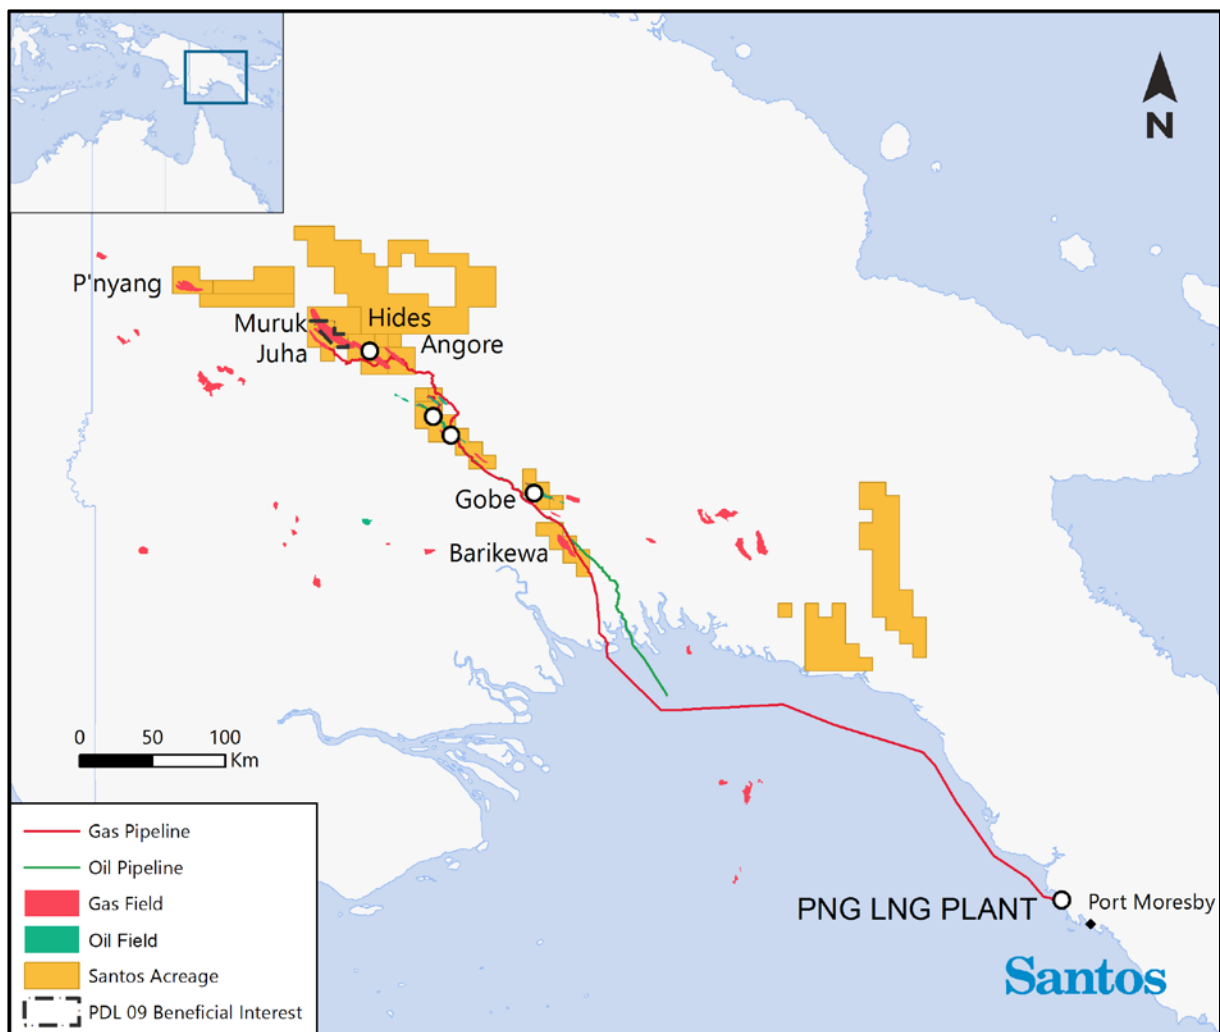 N
P'nyang
Muruk
Hides
Juha
Angore
Gobe
Barikewa
0 50 100
Km
Gas Pipeline
Oil Pipeline
Gas Field
Oil Field
Santos Acreage
PDL 09 Beneficial Interest
PNG LNG PLANT
Port Moresby
Santos